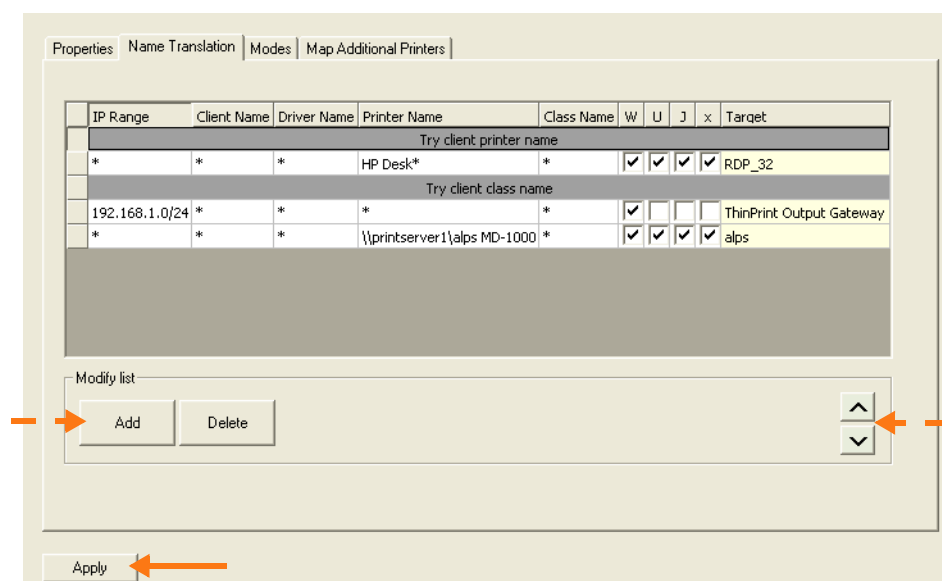 Properties Name Translation Modes Map Additional Printers
IP Range Client Name Driver Name Printer Name Class Name W U J x Target
Try client printer name
* * * HP Desk* * RDP_32
Try client class name
192.168.1.0/24 * * * * ThinPrint Output Gateway
* * * \\printserver1\alps MD-1000 * alps
Modify list
Add Delete
Apply